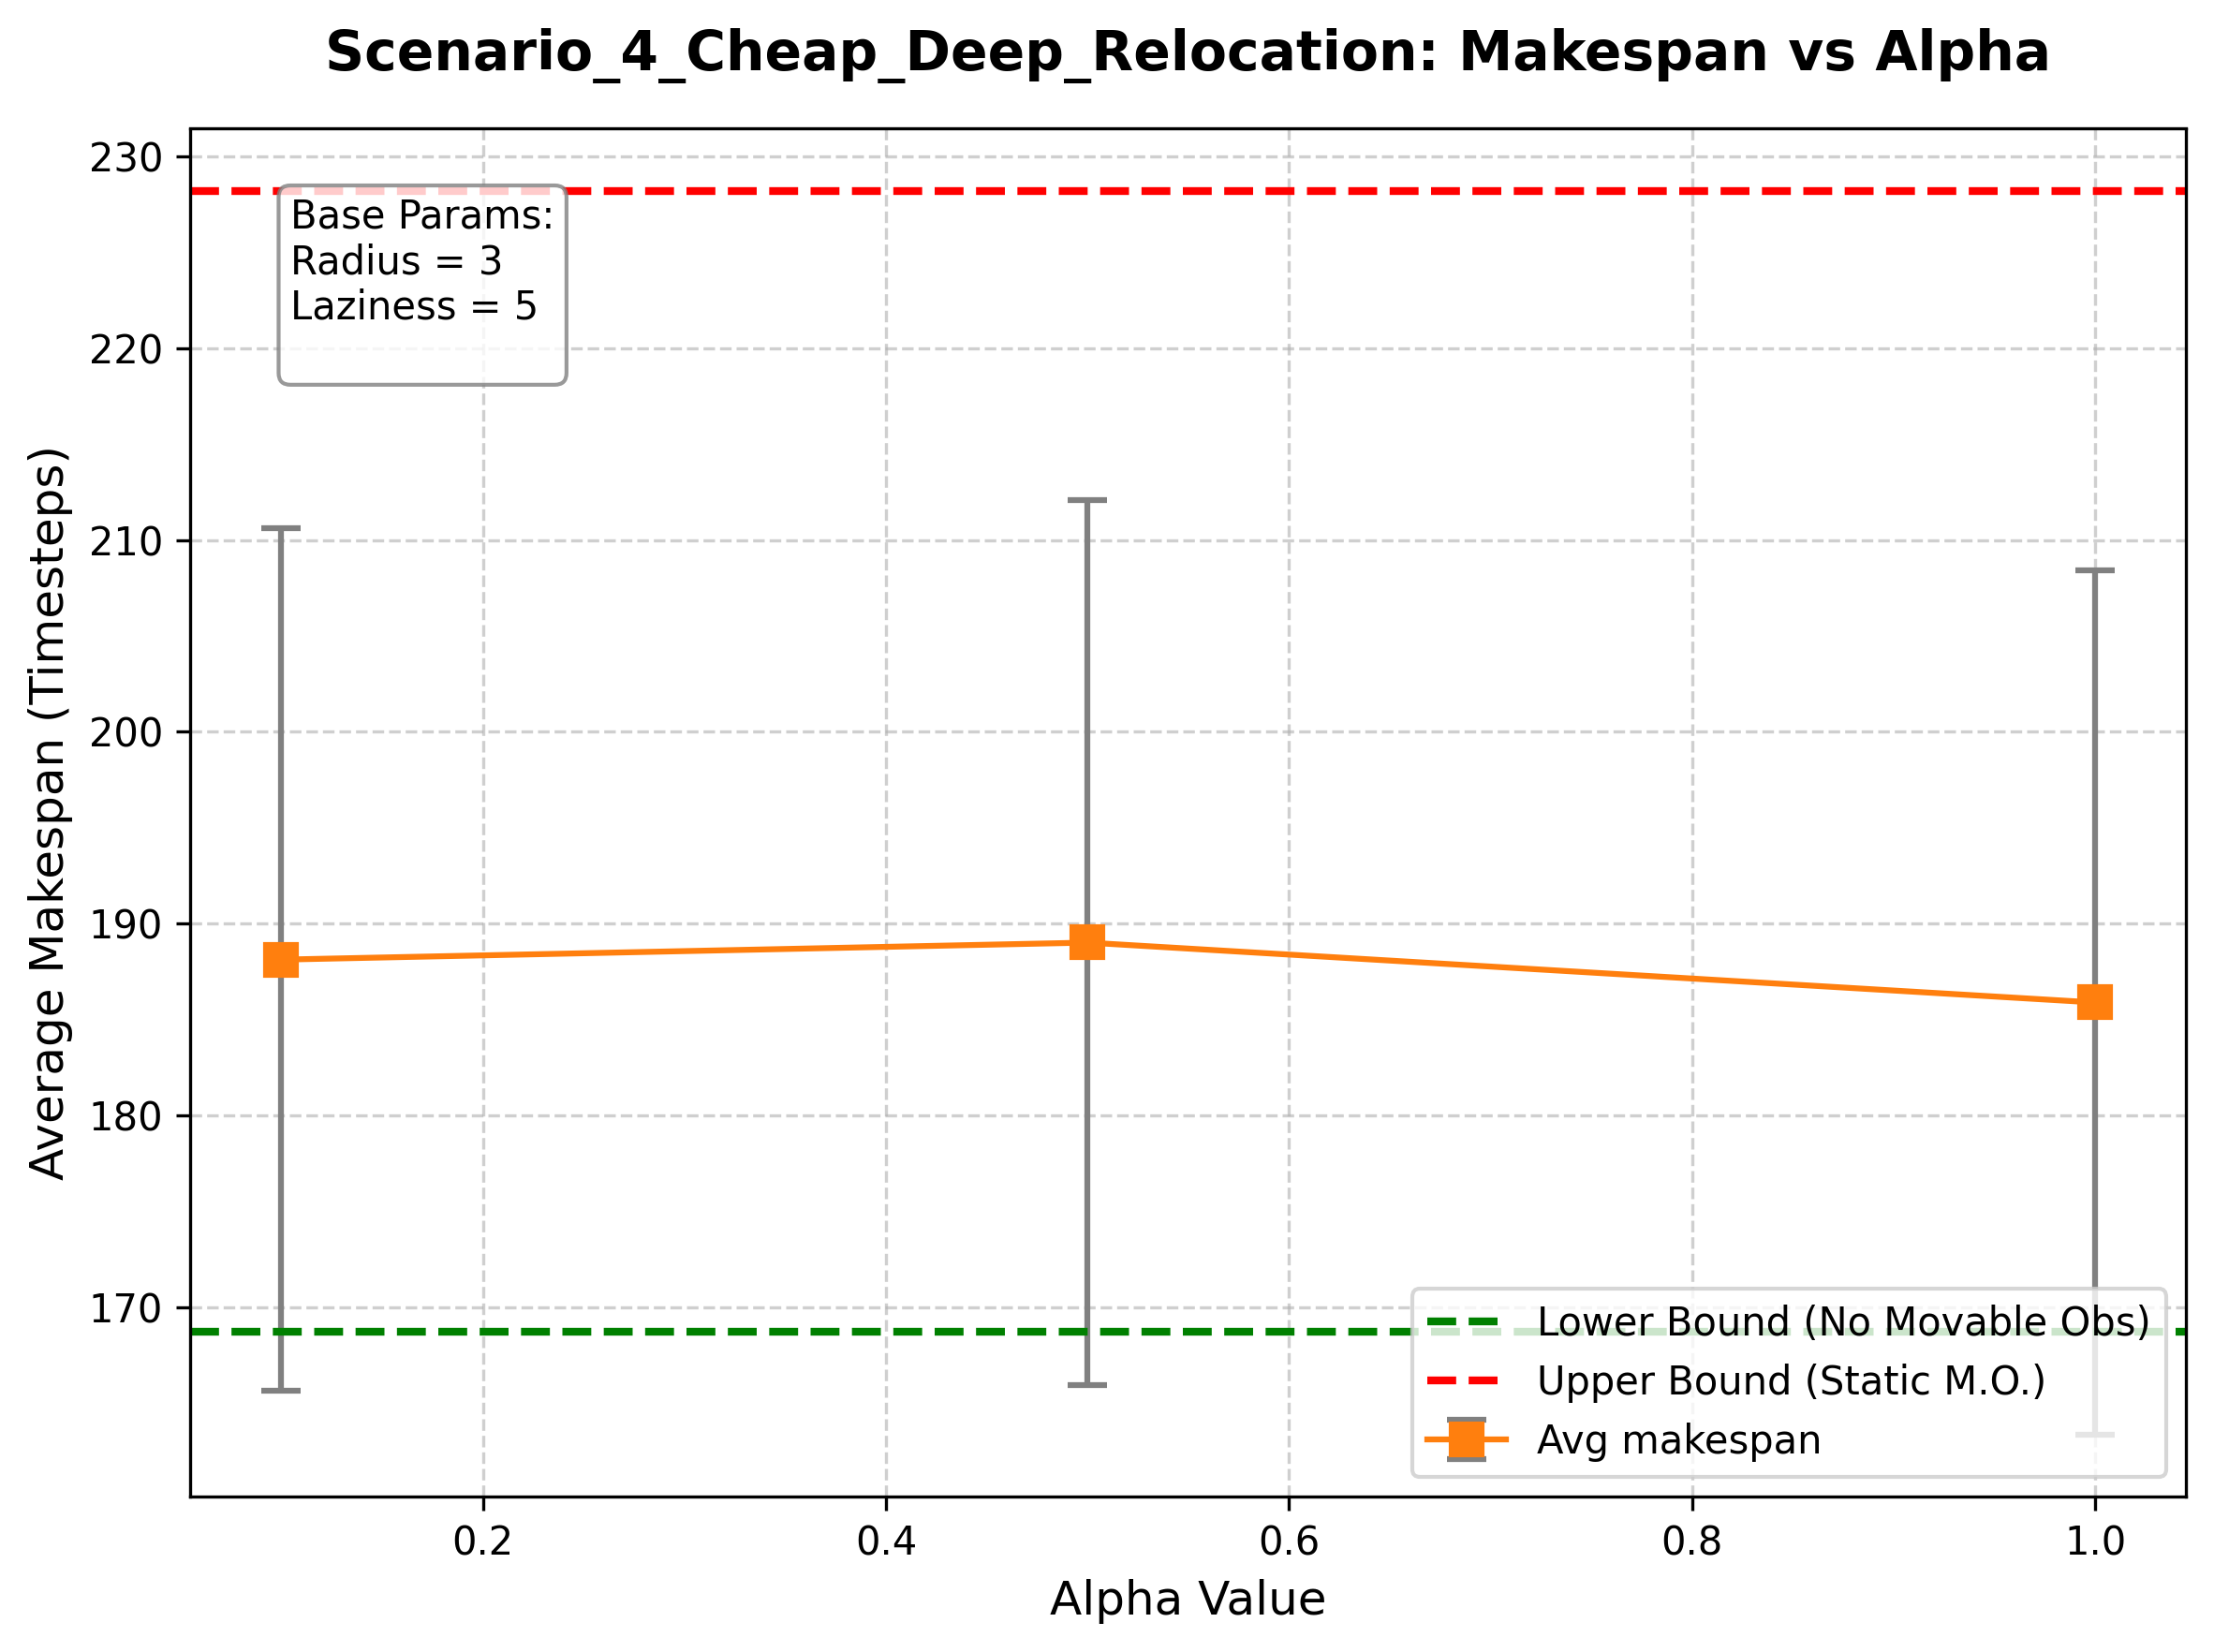 Scenario_4_Cheap_Deep_Relocation: Makespan vs Alpha
Average Makespan (Timesteps)
230
220
210
200
190
180
170
Base Params:
Radius = 3
Laziness = 5
Lower Bound (No Movable Obs)
Upper Bound (Static M.O.)
Avg makespan
0.2
0.4
0.6
0.8
1.0
Alpha Value